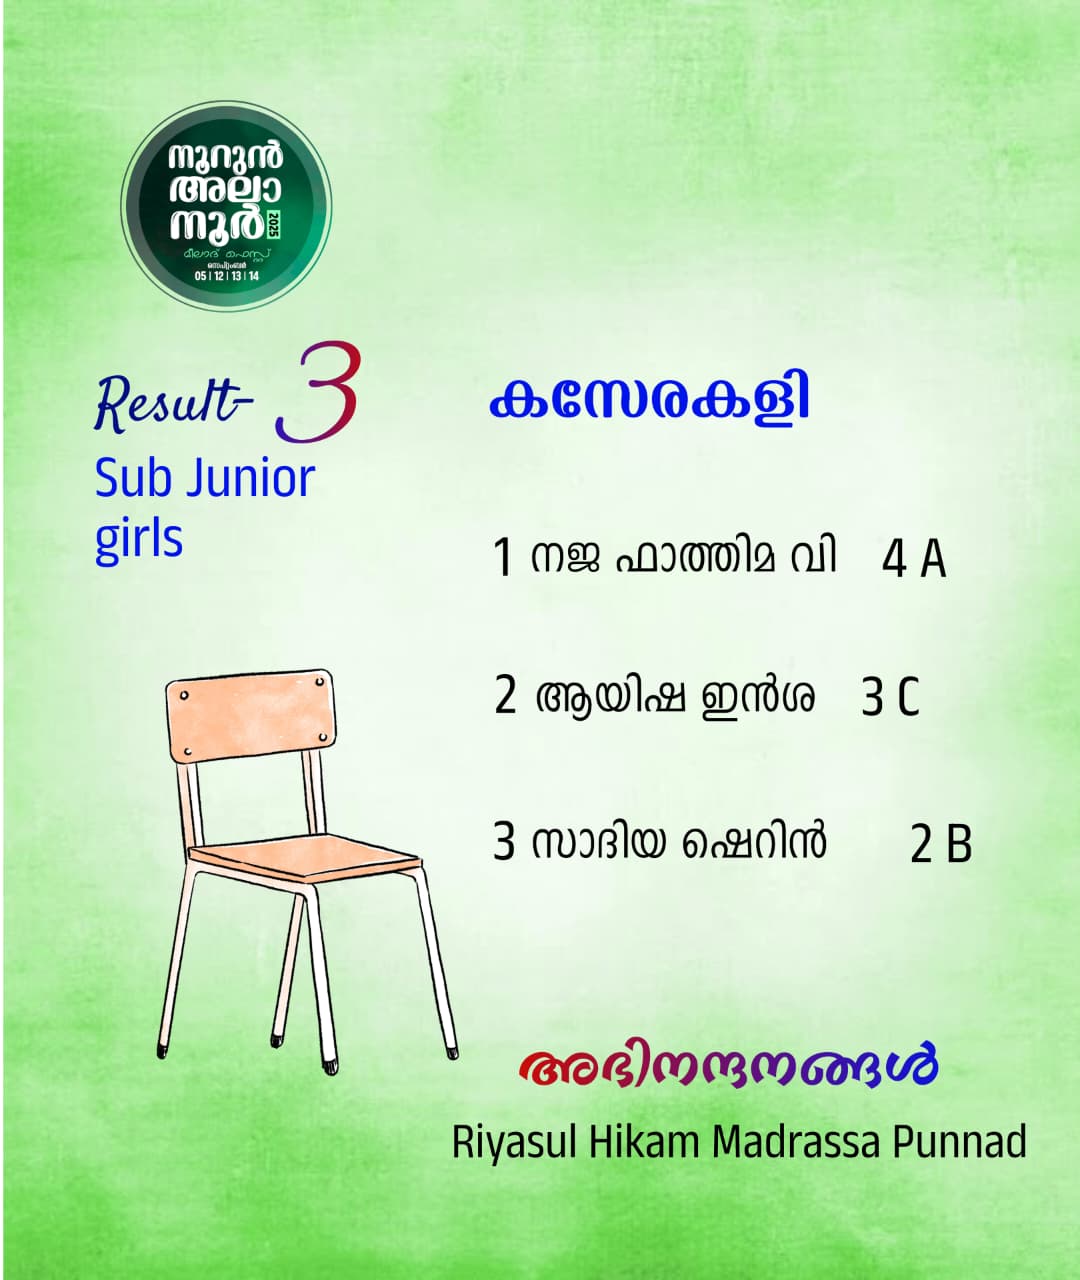 നൂറുൻ
അലാ
നൂർ 2025
മീലാദ് ഫെസ്റ്റ്
സെപ്റ്റംബർ
05 | 12 | 13 | 14
Result- 3
Sub Junior
girls
കസേരകളി
1 നജ ഫാത്തിമ വി 4 A
2 ആയിഷ ഇൻശ 3 C
3 സാദിയ ഷെറിൻ 2 B
അഭിനന്ദനങ്ങൾ
Riyasul Hikam Madrassa Punnad